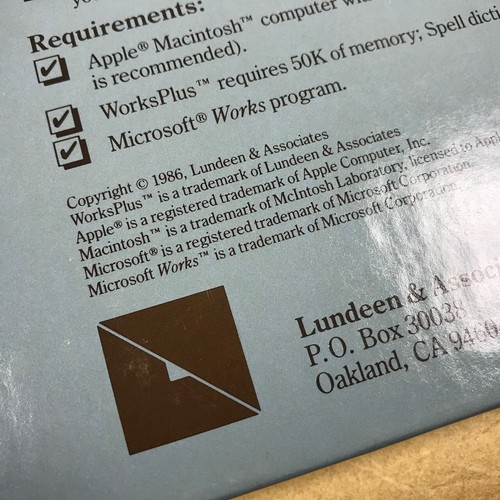 Requirements:
Apple® Macintosh™ computer
is recommended).
WorksPlus™ requires 50K of memory; Spell
Microsoft® Works program.
Copyright © 1986, Lundeen & Associates
WorksPlus™ is a trademark of Lundeen & Associates
Apple® is a registered trademark of Apple Computer, Inc.
Macintosh™ is a trademark of McIntosh Laboratory, licensed to
Microsoft® is a registered trademark of Microsoft Corporation.
Microsoft Works™ is a trademark of Microsoft Corporation.
Lundeen &
P.O. Box 30038
Oakland, CA